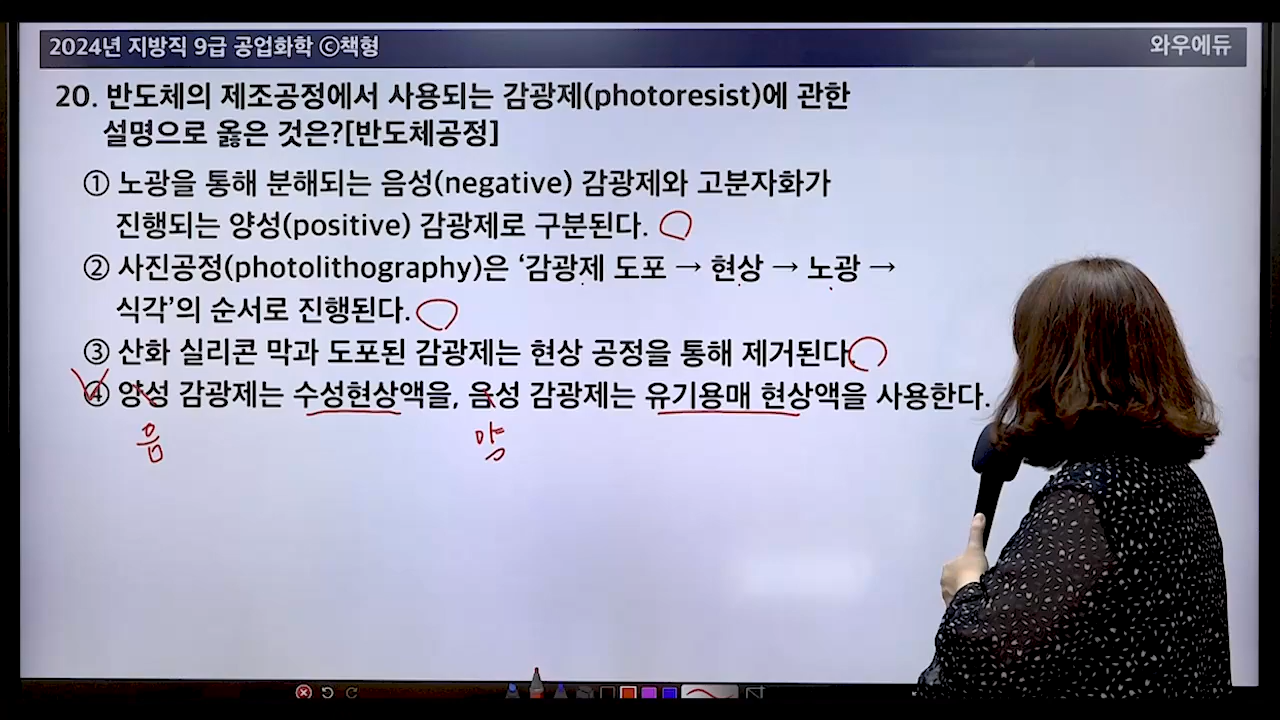 2024년 지방직 9급 공업화학 ⓒ책형
와우에듀
20. 반도체의 제조공정에서 사용되는 감광제(photoresist)에 관한
설명으로 옳은 것은?[반도체공정]
① 노광을 통해 분해되는 음성(negative) 감광제와 고분자화가
진행되는 양성(positive) 감광제로 구분된다.
② 사진공정(photolithography)은 ‘감광제 도포 → 현상 → 노광 →
식각’의 순서로 진행된다.
③ 산화 실리콘 막과 도포된 감광제는 현상 공정을 통해 제거된다
④ 양성 감광제는 수성현상액을, 음성 감광제는 유기용매 현상액을 사용한다.
음 양